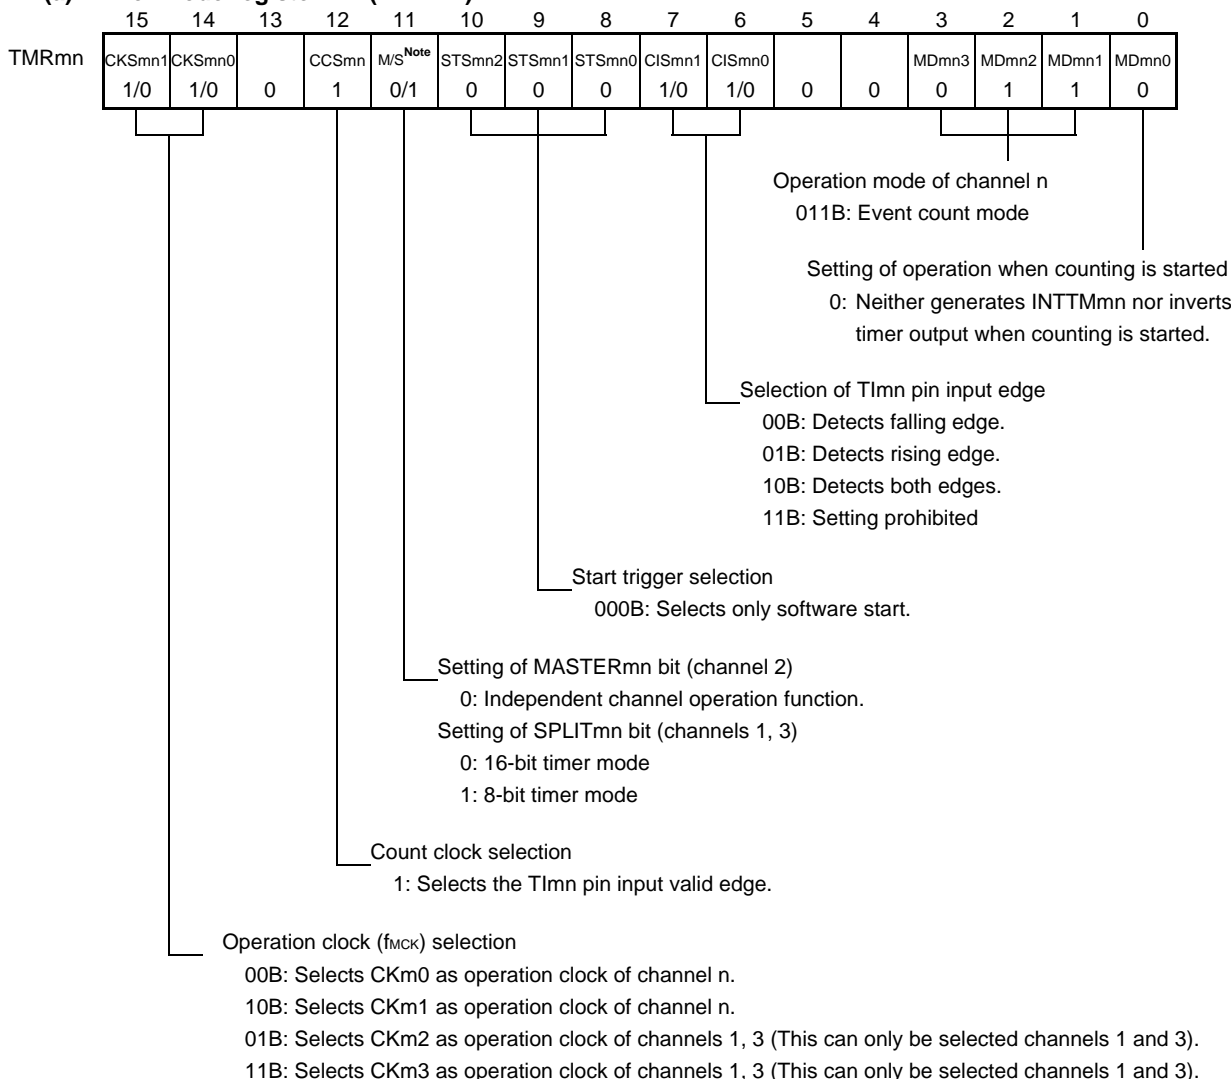 15 14 13 12 11 10 9 8 7 6 5 4 3 2 1 0
TMRmn CKSmn1 CKSmn0 CCSmn M/S Note STSmn2 STSmn1 STSmn0 CISmn1 CISmn0 MDmn3 MDmn2 MDmn1 MDmn0
1/0 1/0 0 1 0/1 0 0 0 1/0 1/0 0 0 0 1 1 0
Operation mode of channel n
011B: Event count mode
Setting of operation when counting is started
0: Neither generates INTTMmn nor inverts
timer output when counting is started.
Selection of TImn pin input edge
00B: Detects falling edge.
01B: Detects rising edge.
10B: Detects both edges.
11B: Setting prohibited
Start trigger selection
000B: Selects only software start.
Setting of MASTERmn bit (channel 2)
0: Independent channel operation function.
Setting of SPLITmn bit (channels 1, 3)
0: 16-bit timer mode
1: 8-bit timer mode
Count clock selection
1: Selects the TImn pin input valid edge.
Operation clock (fMCK) selection
00B: Selects CKm0 as operation clock of channel n.
10B: Selects CKm1 as operation clock of channel n.
01B: Selects CKm2 as operation clock of channels 1, 3 (This can only be selected channels 1 and 3).
11B: Selects CKm3 as operation clock of channels 1, 3 (This can only be selected channels 1 and 3).